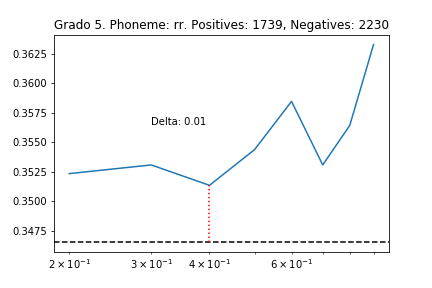 Grado 5. Phoneme: rr. Positives: 1739, Negatives: 2230
0.3625
0.3600
0.3575
0.3550
0.3525
0.3500
0.3475
Delta: 0.01
2 × 10⁻¹ 3 × 10⁻¹ 4 × 10⁻¹ 6 × 10⁻¹